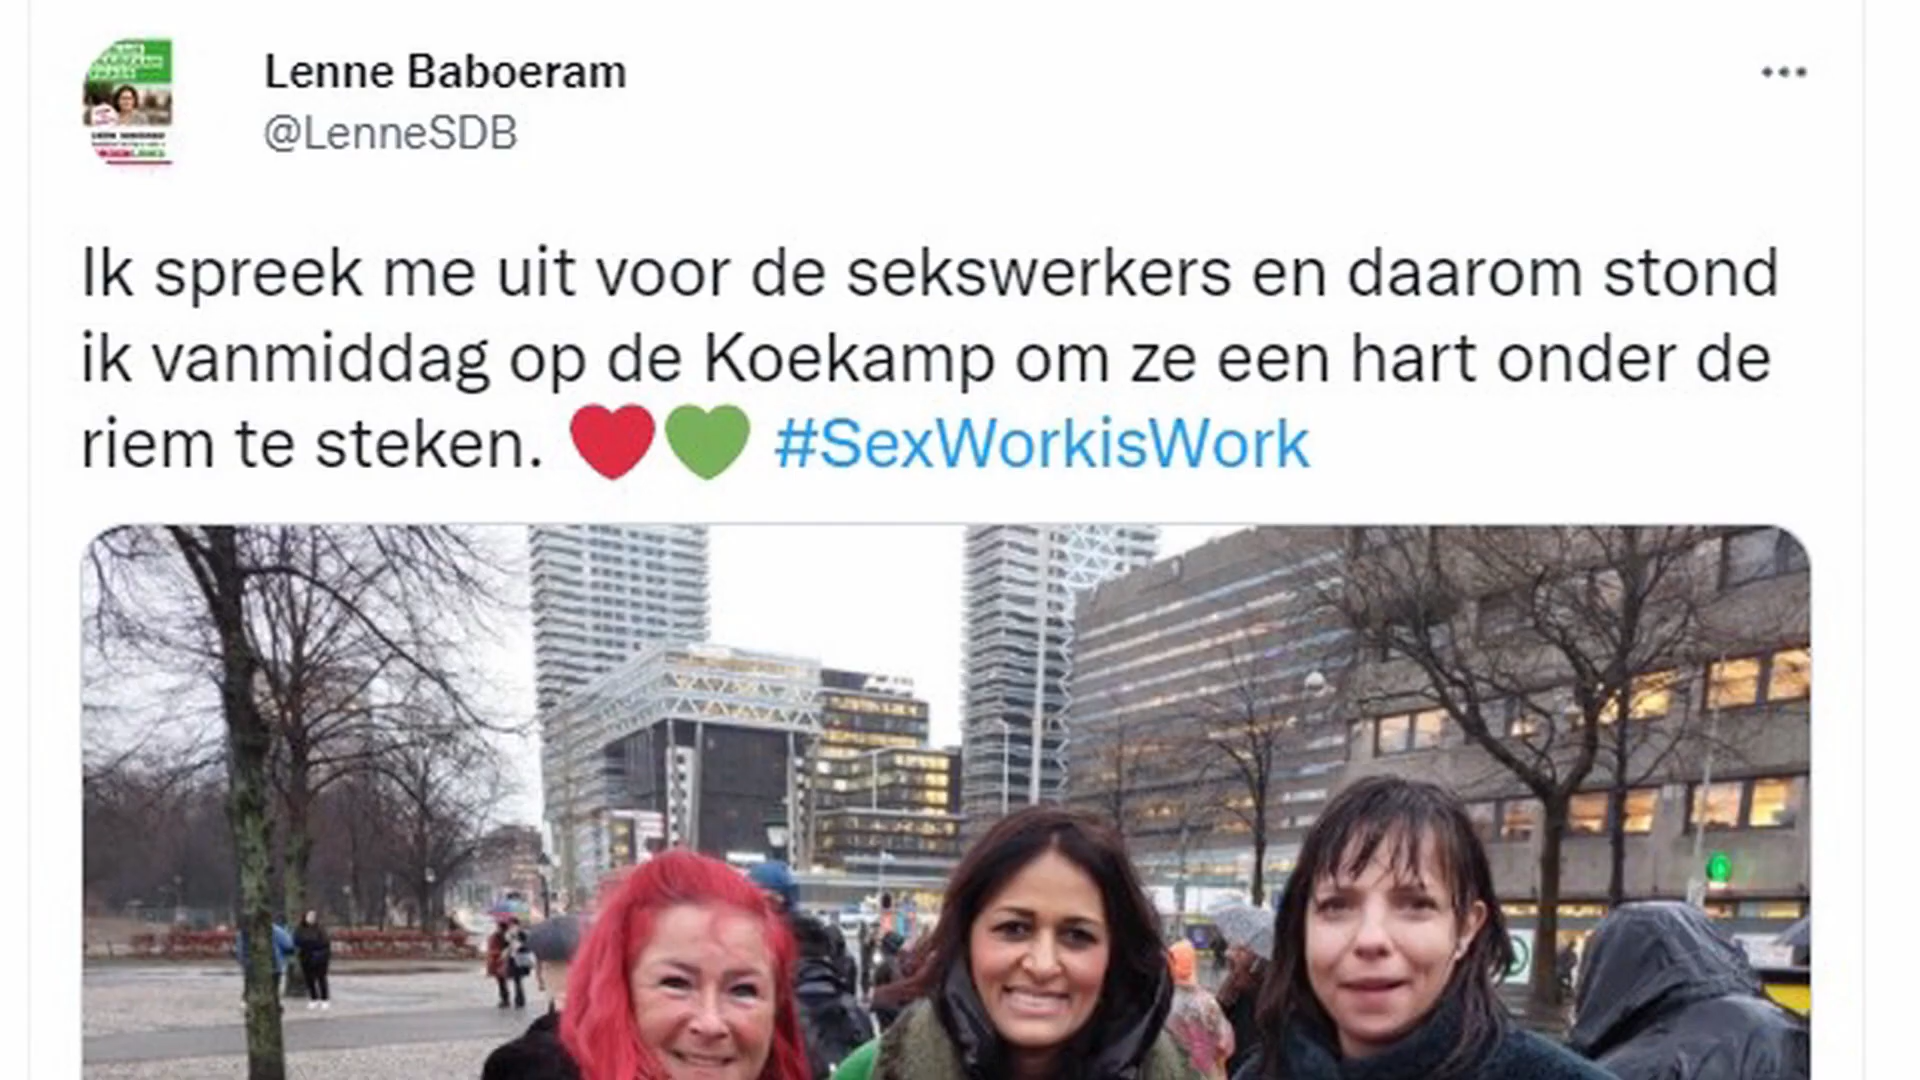 Lenne Baboeram
@LenneSDB
Ik spreek me uit voor de sekswerkers en daarom stond
ik vanmiddag op de Koekamp om ze een hart onder de
riem te steken. ❤️💚 #SexWorkisWork